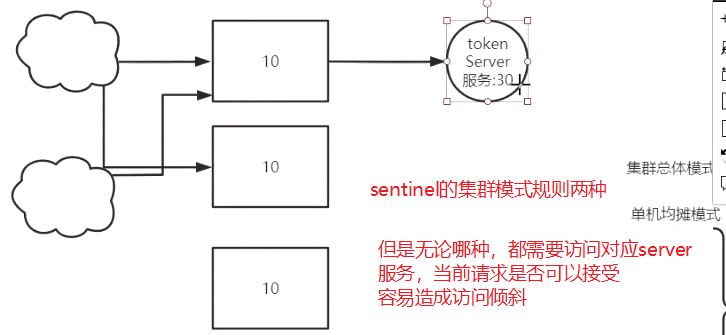 10
token
Server
服务:30
10
集群总体模式
sentinel的集群模式规则两种
单机均摊模式
但是无论哪种，都需要访问对应server
服务，当前请求是否可以接受
容易造成访问倾斜
10